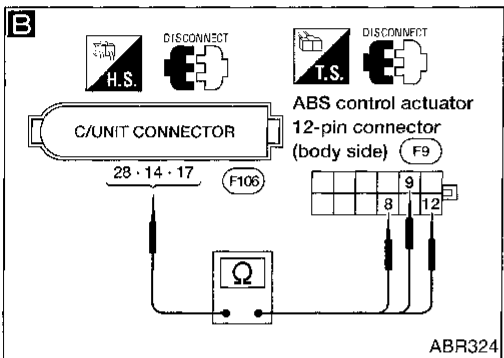 B
DISCONNECT
H.S.
DISCONNECT
T.S.
ABS control actuator
12-pin connector
(body side) F9
C/UNIT CONNECTOR
28 · 14 · 17
F106
9
8 12
Ω
ABR324